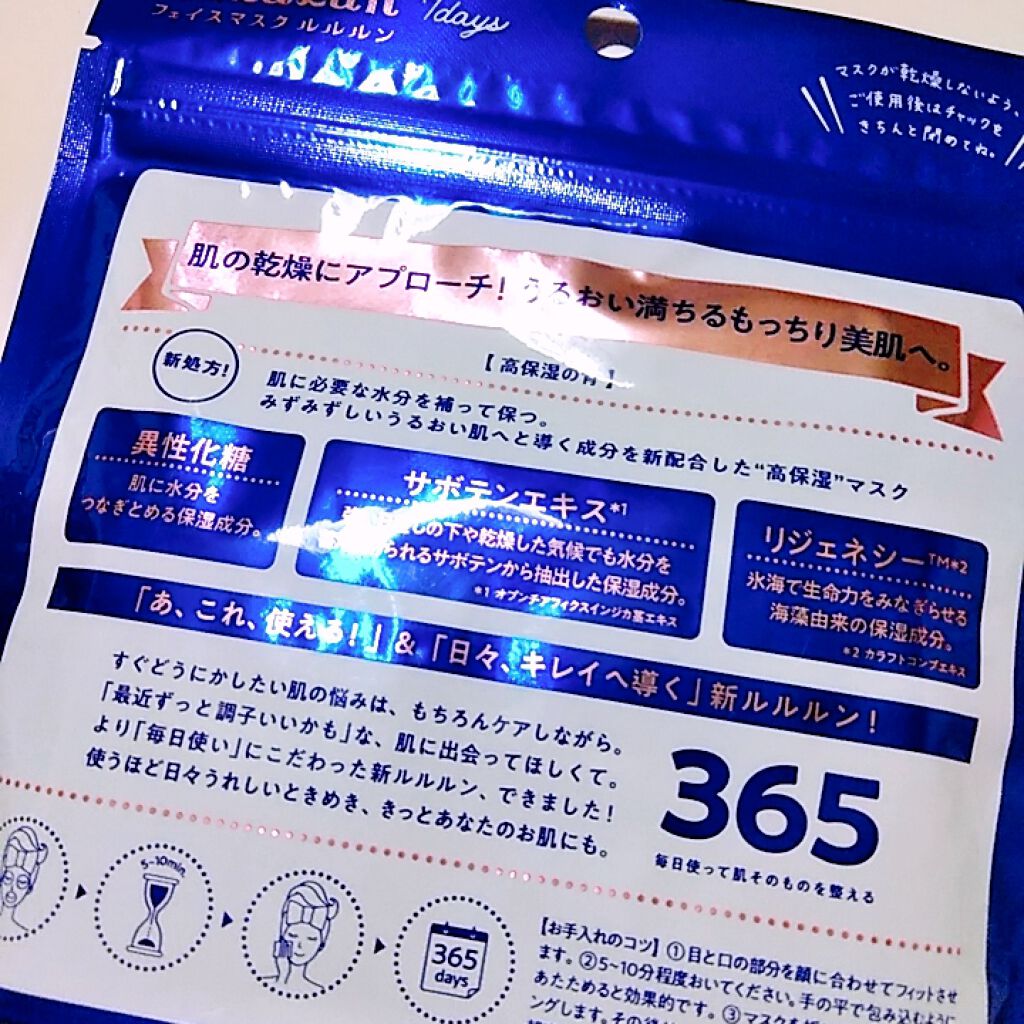 7days
フェイスマスク ルルルン
マスクが乾燥しないよう、
ご使用後はチャックを
きちんと閉めてね。
肌の乾燥にアプローチ! うるおい満ちるもっちり美肌へ。
新処方!
【高保湿の青】
肌に必要な水分を補って保つ。
みずみずしいうるおい肌へと導く成分を新配合した“高保湿”マスク
異性化糖
肌に水分を
つなぎとめる保湿成分。
サボテンエキス*1
の下や乾燥した気候でも水分を
られるサボテンから抽出した保湿成分。
*1 オプンチアフィクスインジカ茎エキス
リジェネシー™*2
氷海で生命力をみなぎらせる
海藻由来の保湿成分。
*2 カラフトコンブエキス
「あ、これ、使える!」&「日々、キレイへ導く」新ルルルン!
すぐどうにかしたい肌の悩みは、もちろんケアしながら。
「最近ずっと調子いいかも」な、肌に出会ってほしくて。
より「毎日使い」にこだわった新ルルルン、できました!
使うほど日々うれしいときめき、きっとあなたのお肌にも。
365
毎日使って肌そのものを整える
5~10min.
365
days
【お手入れのコツ】①目と口の部分を顔に合わせてフィットさせ
ます。②5~10分程度おいてください。手の平で包み込むように
あたためると効果的です。③マスクを
ングします。その後